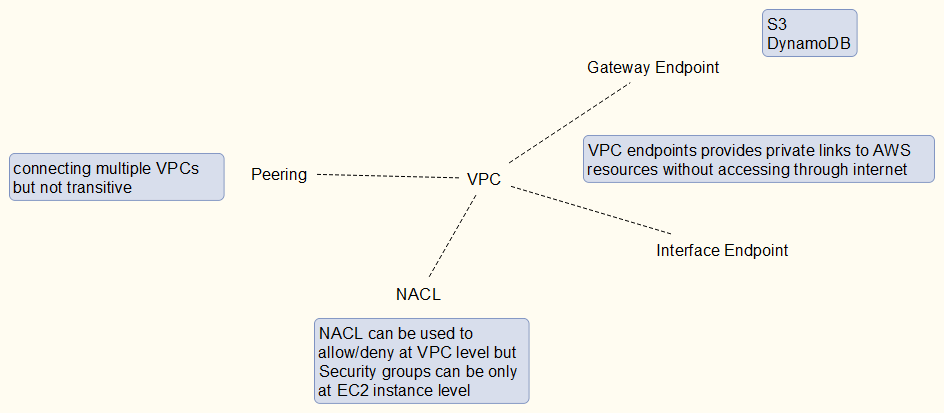 S3
DynamoDB
Gateway Endpoint
VPC endpoints provides private links to AWS
resources without accessing through internet
connecting multiple VPCs
but not transitive
Peering
VPC
Interface Endpoint
NACL
NACL can be used to
allow/deny at VPC level but
Security groups can be only
at EC2 instance level